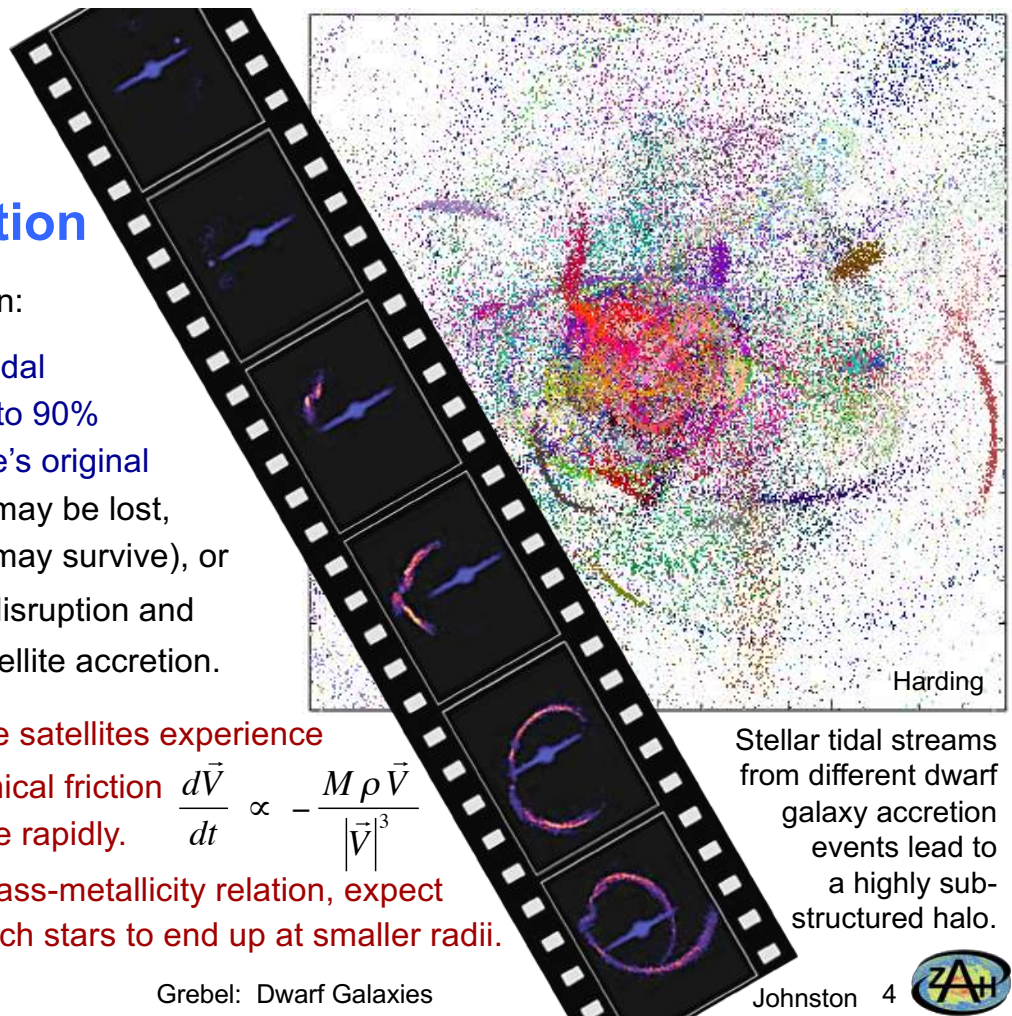 tion
n:
dal
to 90%
e's original
may be lost,
may survive), or
disruption and
tellite accretion.
Harding
e satellites experience
nical friction dV⃗/dt ∝ − M ρ V⃗ / |V⃗|³
e rapidly.
ass-metallicity relation, expect
ch stars to end up at smaller radii.
Stellar tidal streams
from different dwarf
galaxy accretion
events lead to
a highly sub-
structured halo.
Grebel: Dwarf Galaxies
Johnston 4
ZAH